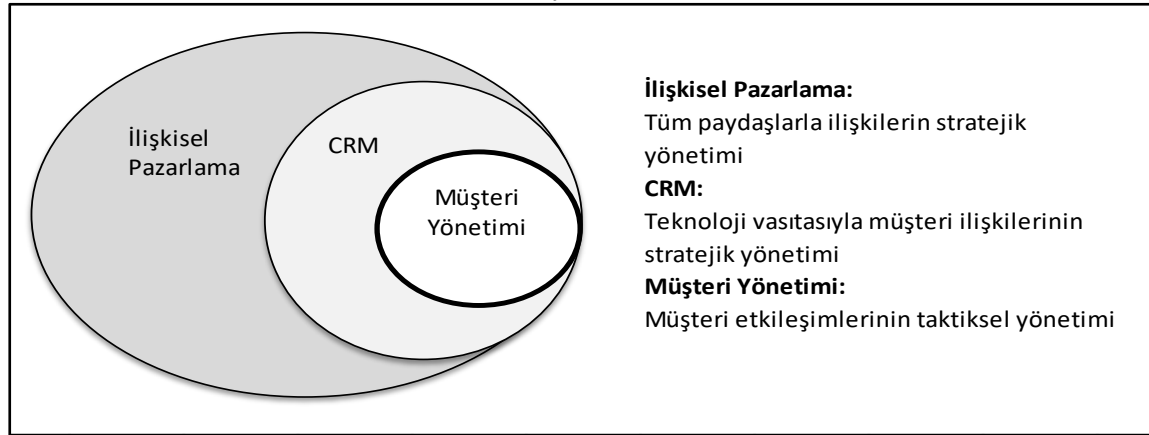 İlişkisel
Pazarlama
CRM
Müşteri
Yönetimi
İlişkisel Pazarlama:
Tüm paydaşlarla ilişkilerin stratejik
yönetimi
CRM:
Teknoloji vasıtasıyla müşteri ilişkilerinin
stratejik yönetimi
Müşteri Yönetimi:
Müşteri etkileşimlerinin taktiksel yönetimi